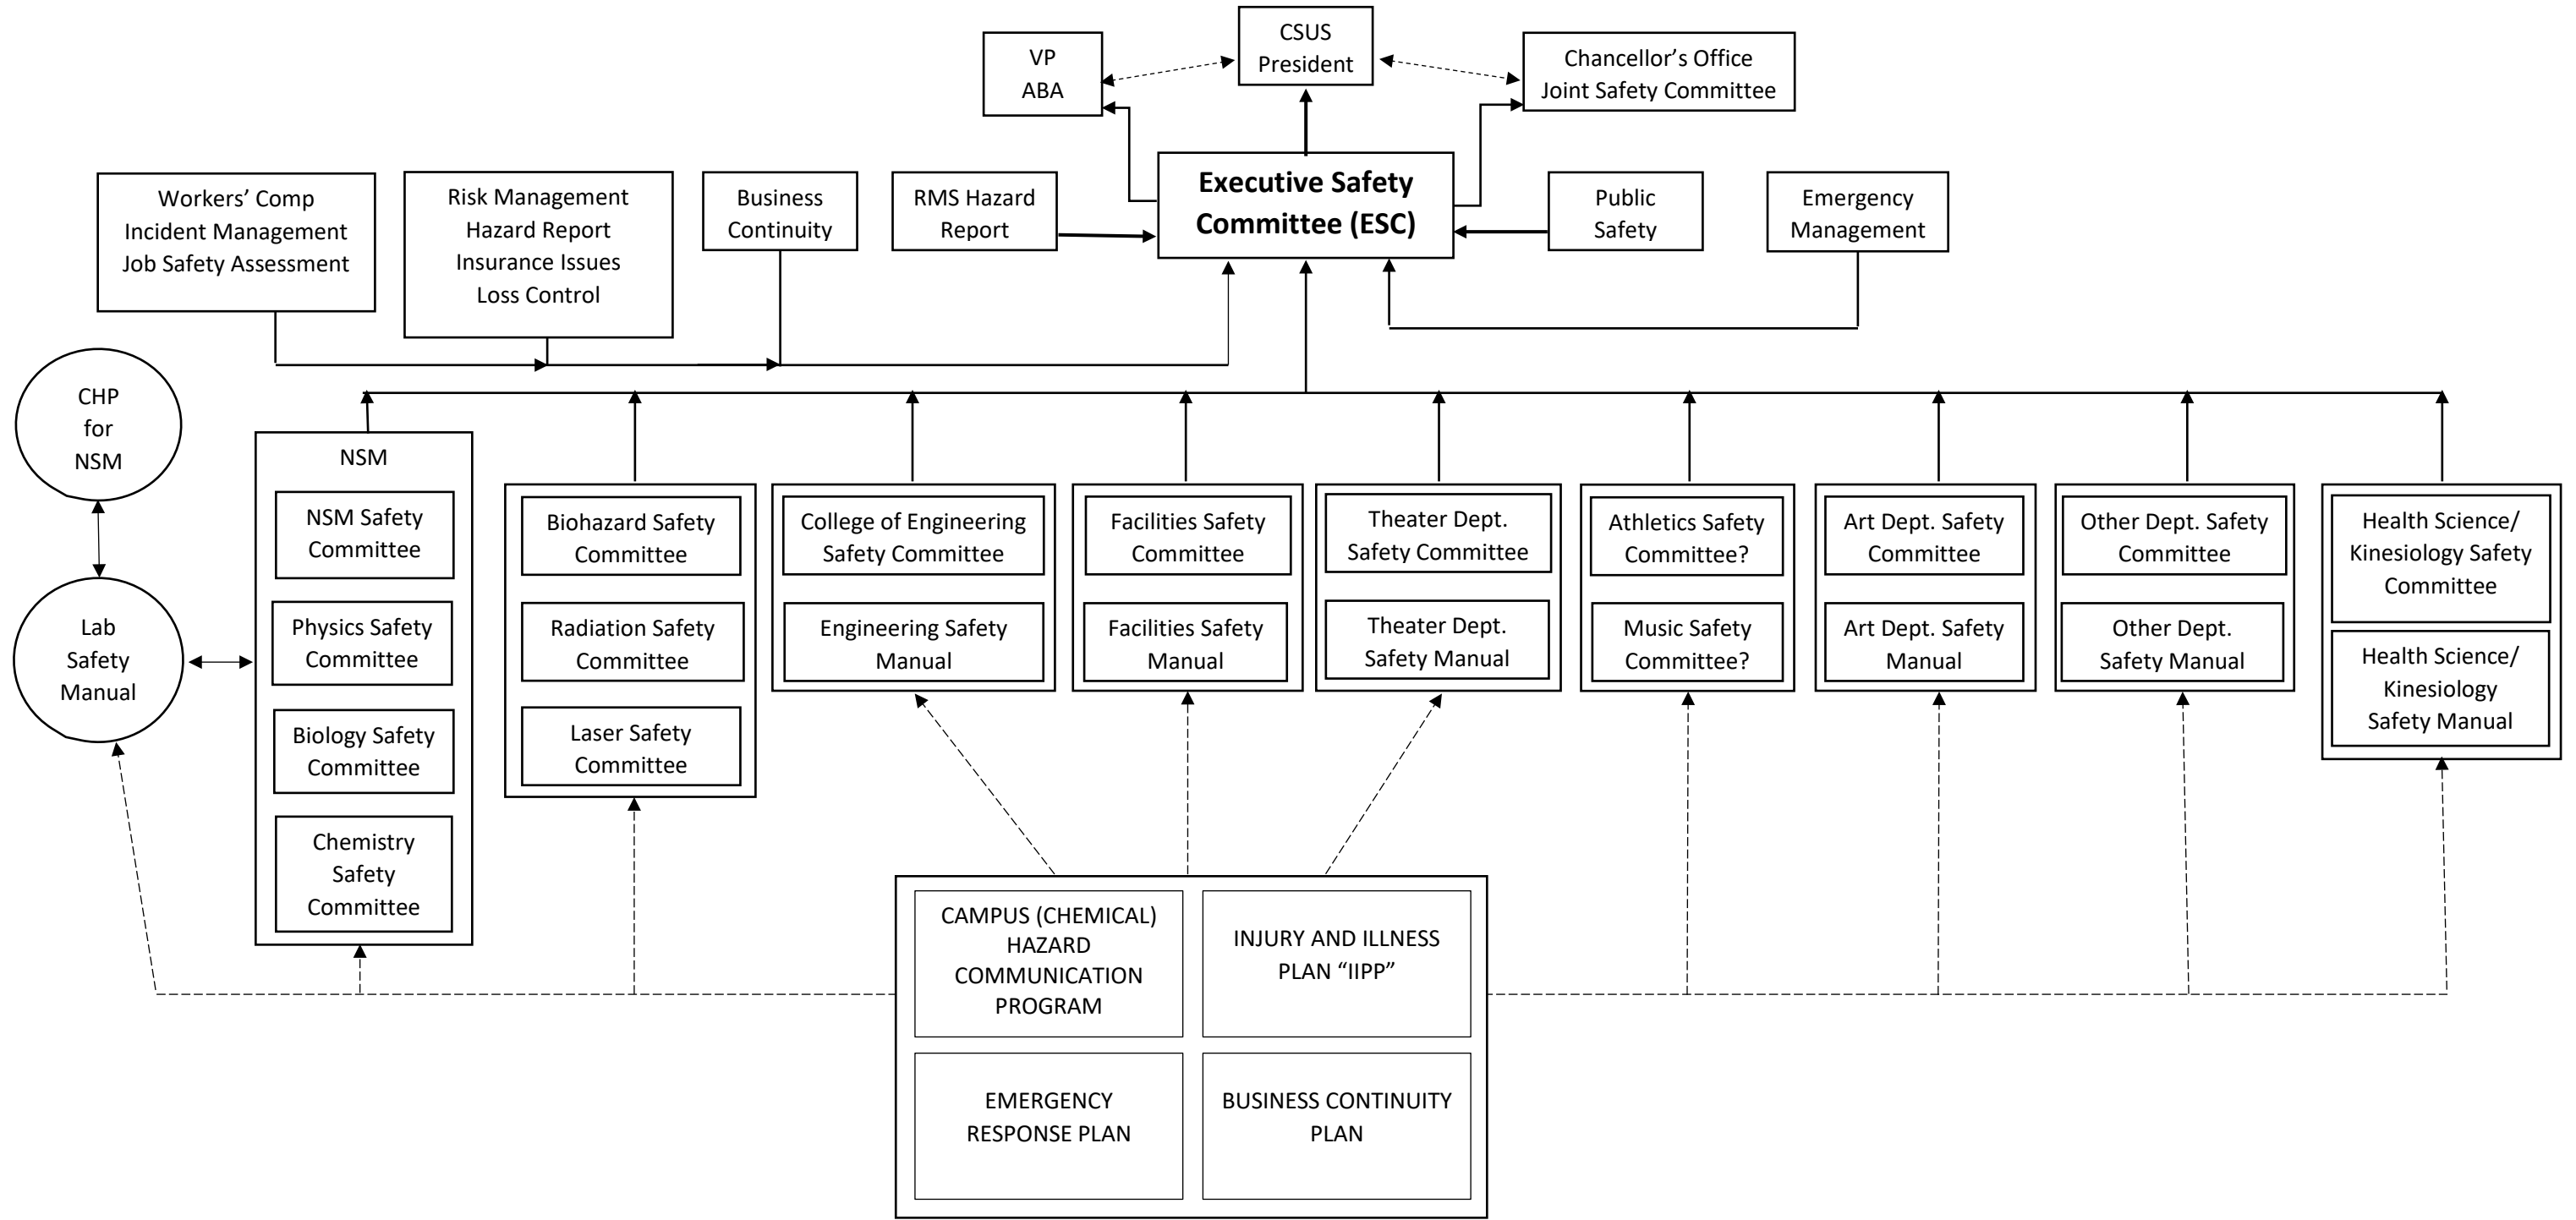 VP
ABA
CSUS
President
Chancellor’s Office
Joint Safety Committee
Workers’ Comp
Incident Management
Job Safety Assessment
Risk Management
Hazard Report
Insurance Issues
Loss Control
Business
Continuity
RMS Hazard
Report
Executive Safety
Committee (ESC)
Public
Safety
Emergency
Management
CHP
for
NSM
Lab
Safety
Manual
NSM
NSM Safety
Committee
Physics Safety
Committee
Biology Safety
Committee
Chemistry
Safety
Committee
Biohazard Safety
Committee
Radiation Safety
Committee
Laser Safety
Committee
College of Engineering
Safety Committee
Engineering Safety
Manual
Facilities Safety
Committee
Facilities Safety
Manual
Theater Dept.
Safety Committee
Theater Dept.
Safety Manual
Athletics Safety
Committee?
Music Safety
Committee?
Art Dept. Safety
Committee
Art Dept. Safety
Manual
Other Dept. Safety
Committee
Other Dept.
Safety Manual
Health Science/
Kinesiology Safety
Committee
Health Science/
Kinesiology
Safety Manual
CAMPUS (CHEMICAL)
HAZARD
COMMUNICATION
PROGRAM
INJURY AND ILLNESS
PLAN “IIPP”
EMERGENCY
RESPONSE PLAN
BUSINESS CONTINUITY
PLAN